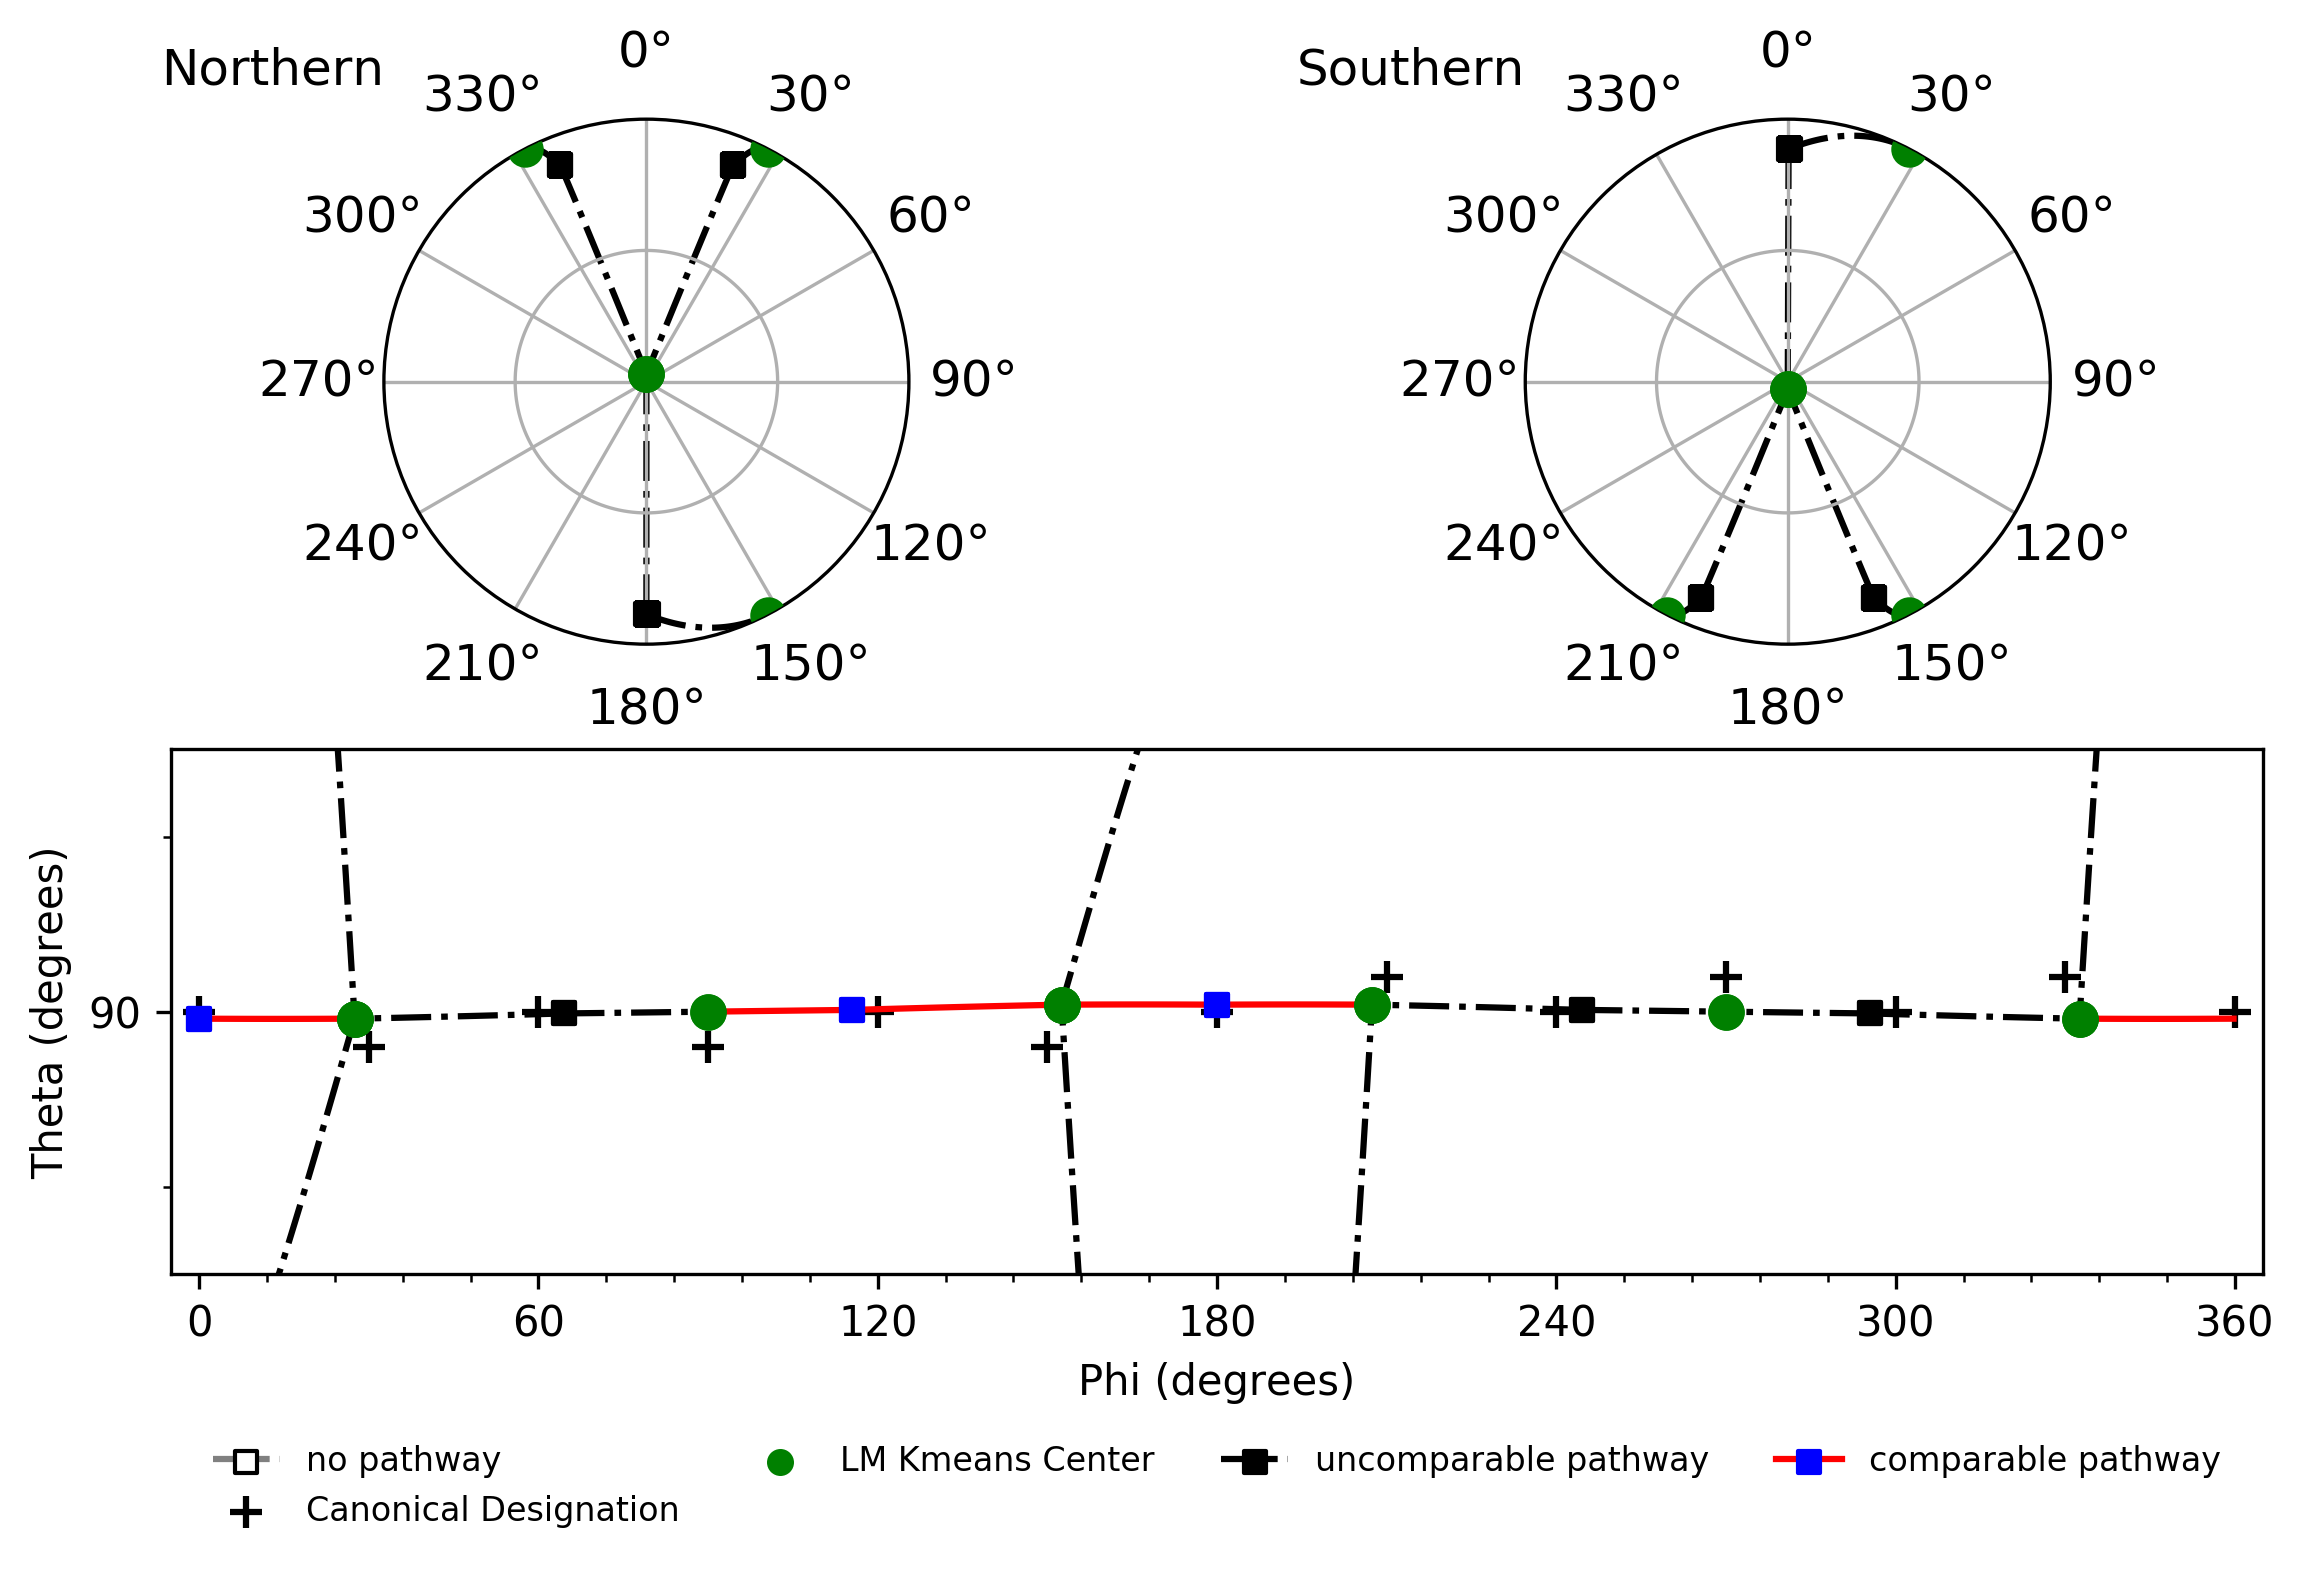 Northern
0°
30°
60°
90°
120°
150°
180°
210°
240°
270°
300°
330°
Southern
0°
30°
60°
90°
120°
150°
180°
210°
240°
270°
300°
330°
Theta (degrees)
90
0 60 120 180 240 300 360
Phi (degrees)
no pathway
Canonical Designation
LM Kmeans Center
uncomparable pathway
comparable pathway